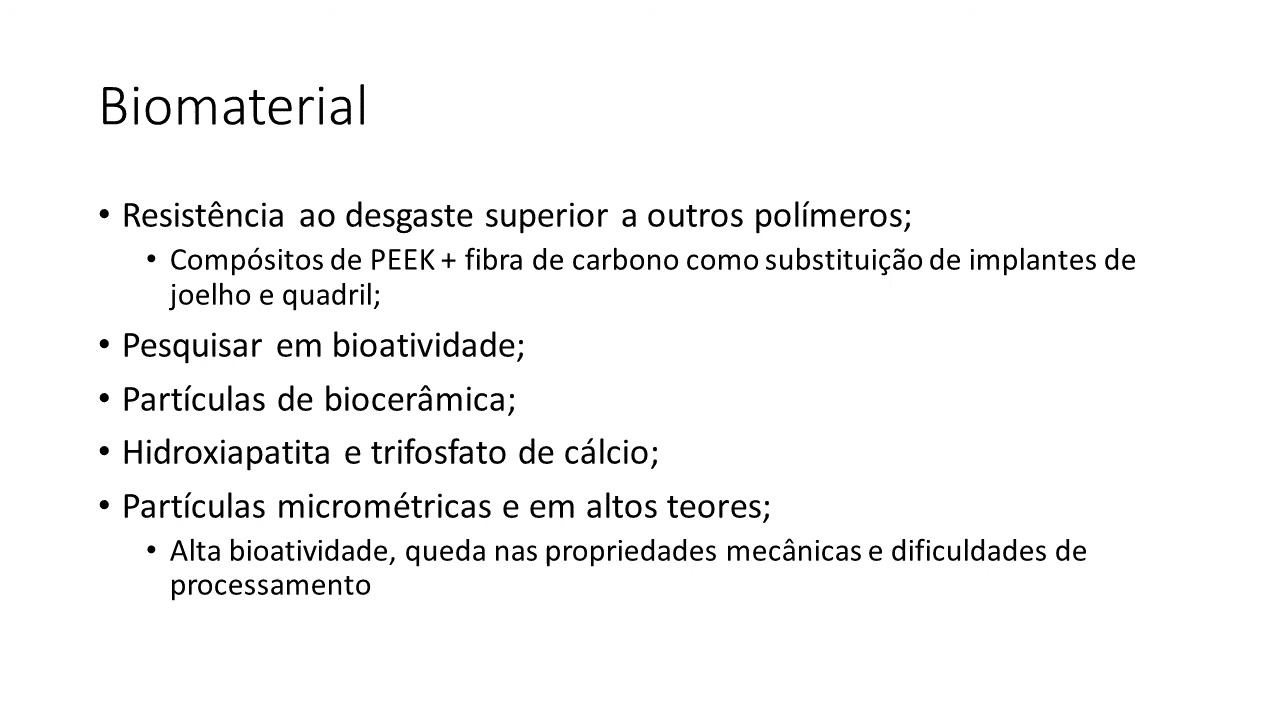 Biomaterial
• Resistência ao desgaste superior a outros polímeros;
• Compósitos de PEEK + fibra de carbono como substituição de implantes de
joelho e quadril;
• Pesquisar em bioatividade;
• Partículas de biocerâmica;
• Hidroxiapatita e trifosfato de cálcio;
• Partículas micrométricas e em altos teores;
• Alta bioatividade, queda nas propriedades mecânicas e dificuldades de
processamento